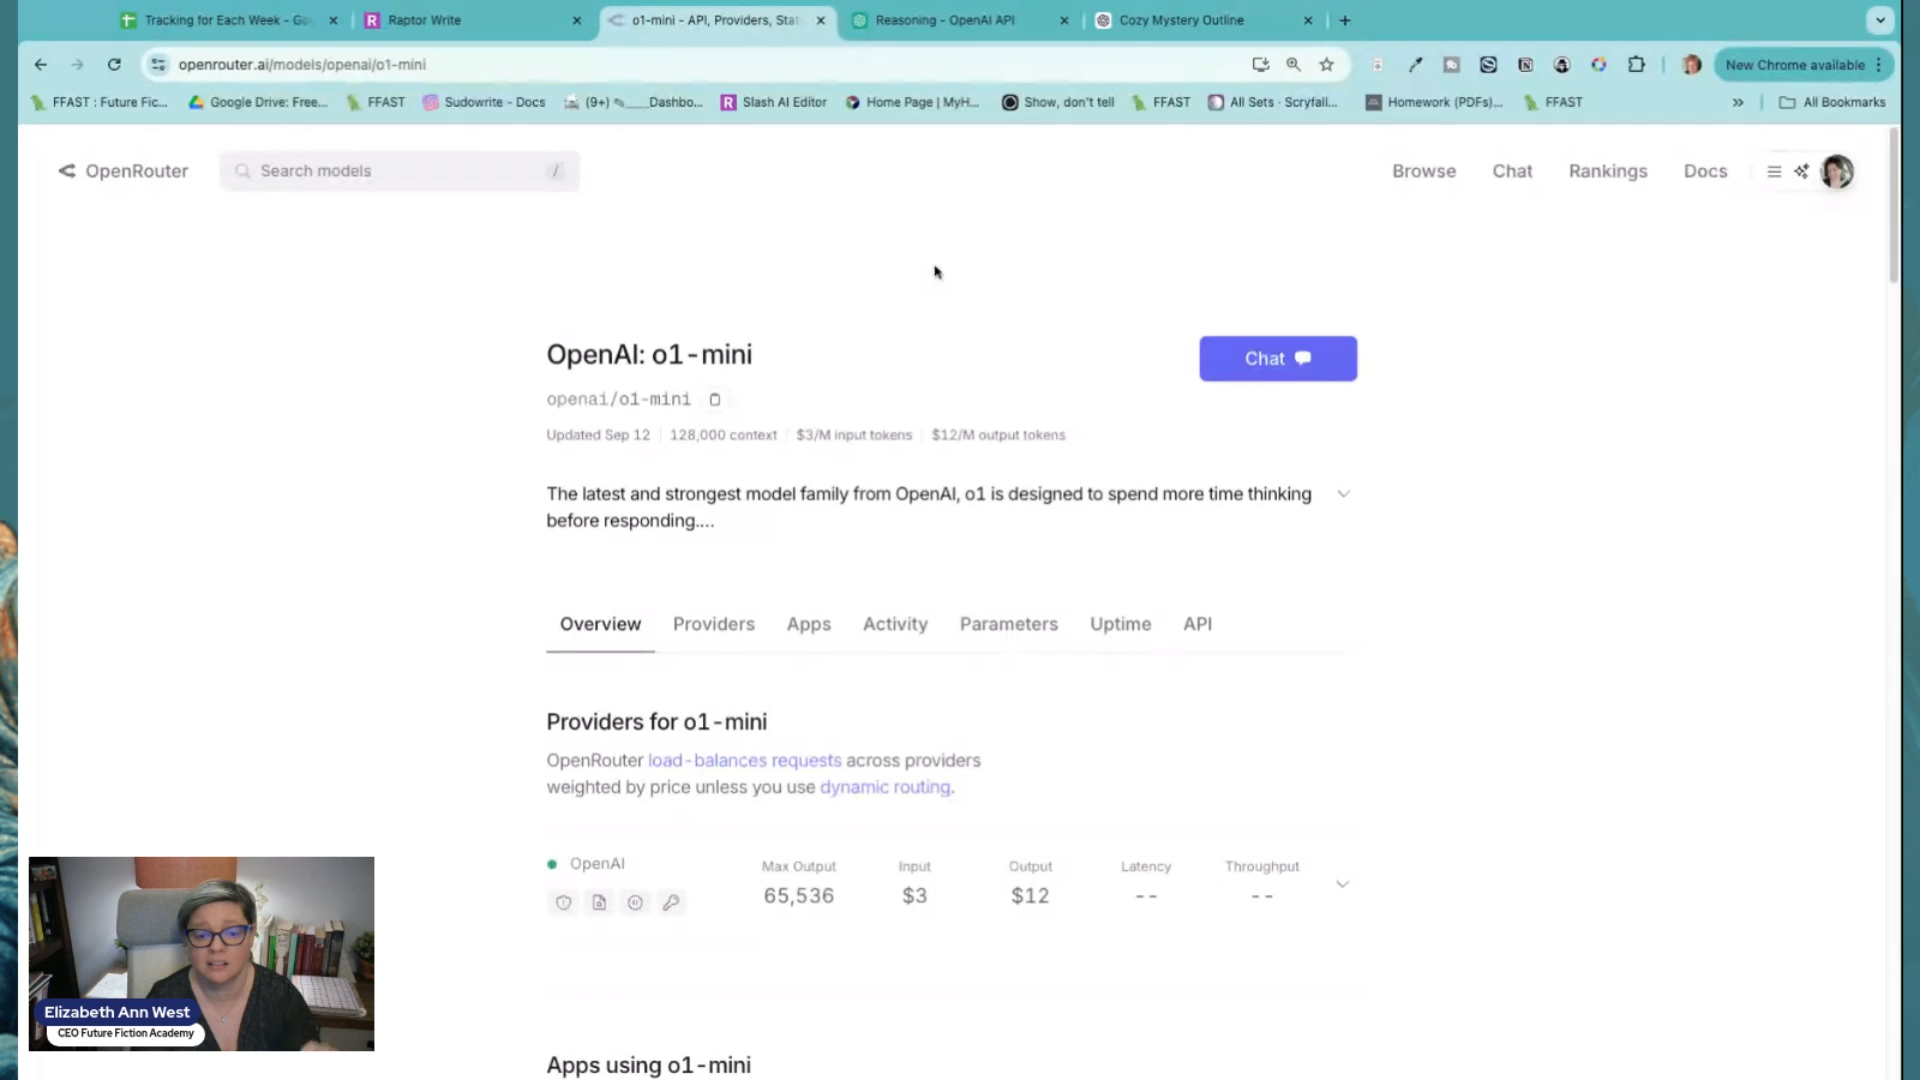 Tracking for Each Week - Go
Raptor Write
o1-mini - API, Providers, Stat
Reasoning - OpenAI API
Cozy Mystery Outline
openrouter.ai/models/openai/o1-mini
New Chrome available
FFAST : Future Fic...
Google Drive: Free...
FFAST
Sudowrite - Docs
(9+) ✎____Dashbo...
Slash AI Editor
Home Page | MyH...
Show, don't tell
FFAST
All Sets · Scryfall...
Homework (PDFs)...
FFAST
»
All Bookmarks
OpenRouter
Search models
/
Browse
Chat
Rankings
Docs
OpenAI: o1-mini
Chat
openai/o1-mini
Updated Sep 12
128,000 context
$3/M input tokens
$12/M output tokens
The latest and strongest model family from OpenAI, o1 is designed to spend more time thinking
before responding....
Overview
Providers
Apps
Activity
Parameters
Uptime
API
Providers for o1-mini
OpenRouter load-balances requests across providers
weighted by price unless you use dynamic routing.
OpenAI
Max Output
Input
Output
Latency
Throughput
65,536
$3
$12
--
--
Elizabeth Ann West
CEO Future Fiction Academy
Apps using o1-mini